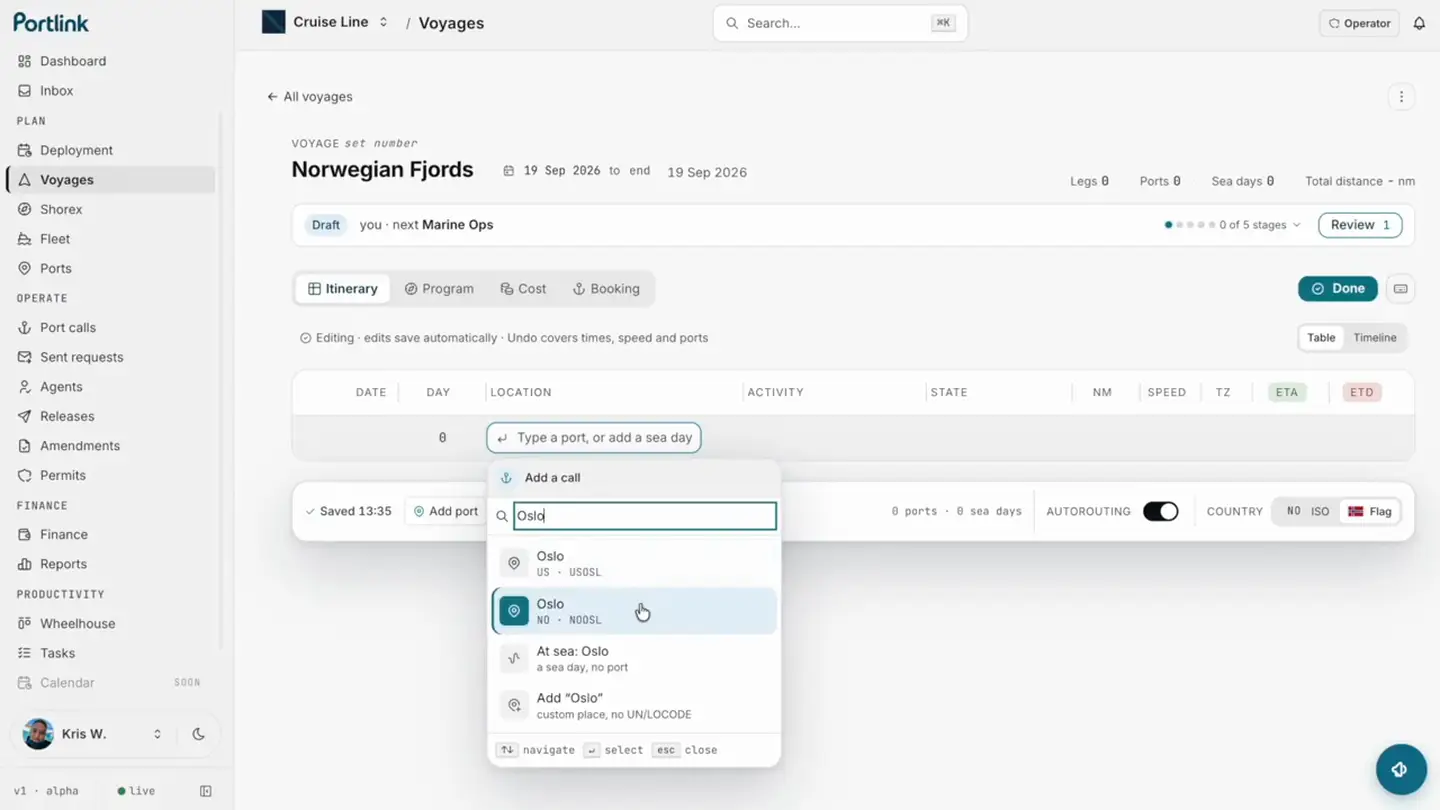 Portlink
Cruise Line / Voyages
Search... ⌘K
Operator
Dashboard
Inbox
PLAN
Deployment
Voyages
Shorex
Fleet
Ports
OPERATE
Port calls
Sent requests
Agents
Releases
Amendments
Permits
FINANCE
Finance
Reports
PRODUCTIVITY
Wheelhouse
Tasks
Calendar SOON
Kris W.
v1 · alpha live
← All voyages
VOYAGE set number
Norwegian Fjords 19 Sep 2026 to end 19 Sep 2026
Legs 0 Ports 0 Sea days 0 Total distance - nm
Draft you · next Marine Ops 0 of 5 stages Review 1
Itinerary Program Cost Booking Done
Editing · edits save automatically · Undo covers times, speed and ports Table Timeline
DATE DAY LOCATION ACTIVITY STATE NM SPEED TZ ETA ETD
0 Type a port, or add a sea day
Add a call
Saved 13:35 Add port 0 ports · 0 sea days AUTOROUTING COUNTRY NO ISO Flag
Oslo
Oslo
US · USOSL
Oslo
NO · NOOSL
At sea: Oslo
a sea day, no port
Add “Oslo”
custom place, no UN/LOCODE
navigate select esc close